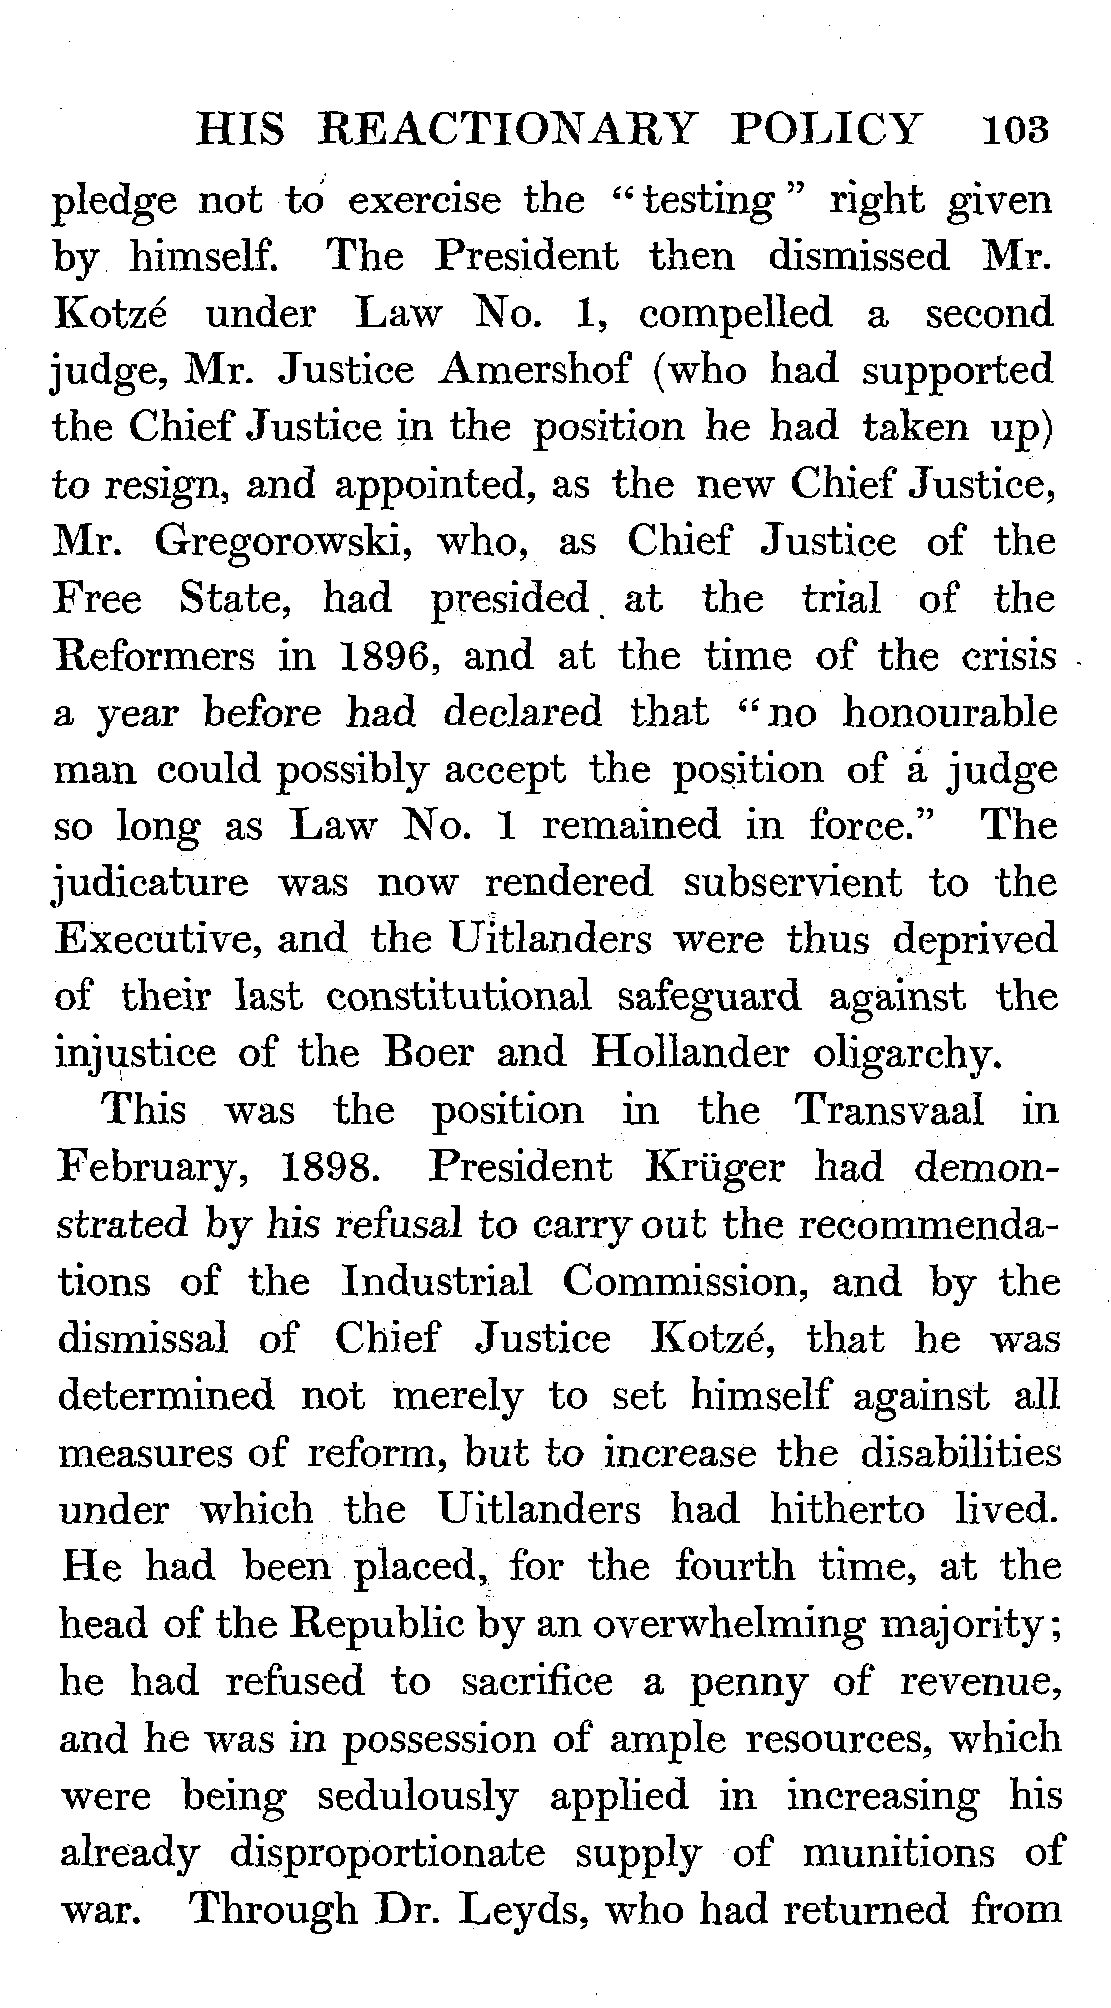 HIS REACTIONARY POLICY 103
pledge not to exercise the “testing” right given
by himself. The President then dismissed Mr.
Kotzé under Law No. 1, compelled a second
judge, Mr. Justice Amershof (who had supported
the Chief Justice in the position he had taken up)
to resign, and appointed, as the new Chief Justice,
Mr. Gregorowski, who, as Chief Justice of the
Free State, had presided at the trial of the
Reformers in 1896, and at the time of the crisis
a year before had declared that “no honourable
man could possibly accept the position of a judge
so long as Law No. 1 remained in force.” The
judicature was now rendered subservient to the
Executive, and the Uitlanders were thus deprived
of their last constitutional safeguard against the
injustice of the Boer and Hollander oligarchy.
This was the position in the Transvaal in
February, 1898. President Krüger had demon-
strated by his refusal to carry out the recommenda-
tions of the Industrial Commission, and by the
dismissal of Chief Justice Kotzé, that he was
determined not merely to set himself against all
measures of reform, but to increase the disabilities
under which the Uitlanders had hitherto lived.
He had been placed, for the fourth time, at the
head of the Republic by an overwhelming majority;
he had refused to sacrifice a penny of revenue,
and he was in possession of ample resources, which
were being sedulously applied in increasing his
already disproportionate supply of munitions of
war. Through Dr. Leyds, who had returned from